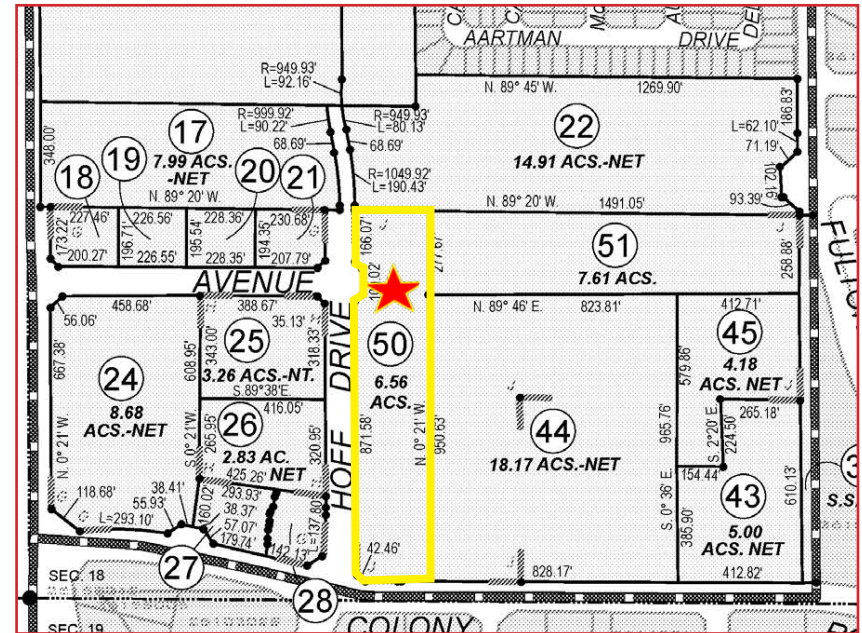 AARTMAN DRIVE
R=949.93'
L=92.16'
N. 89° 45' W. 1269.90'
186.83'
R=999.92'
L=90.22'
R=949.93'
L=80.13'
68.69'
68.69'
L=62.10'
71.19'
17
7.99 ACS.
-NET
22
14.91 ACS.-NET
348.00'
R=1049.92'
L=190.43'
102.16'
93.39'
18
19
20
21
N. 89° 20' W.
N. 89° 20' W. 1491.05'
227.46'
226.56'
228.36'
230.68'
173.22'
196.71'
195.54'
194.35'
166.07'
277.67'
200.27'
226.55'
228.35'
207.79'
51
7.61 ACS.
258.88'
AVENUE
458.68'
388.67'
N. 89° 46' E. 823.81'
412.71'
56.06'
35.13'
667.38'
608.95'
343.00'
25
3.26 ACS.-NT.
318.33'
HOFF DRIVE
50
6.56
ACS.
579.86'
45
4.18
ACS. NET
24
8.68
ACS.-NET
S.89°38'E.
416.05'
265.18'
N. 0° 21' W.
S. 0° 21'W.
265.95'
26
2.83 AC.
NET
320.95'
871.58'
N. 0° 21' W.
950.63'
44
18.17 ACS.-NET
965.76'
S. 0° 36' E.
S. 2°20' E.
224.50'
154.44'
425.26'
293.93'
118.68'
38.41'
55.93'
L=293.10'
160.02'
38.37'
57.07'
179.74'
L=137.80'
142.13'
385.90'
43
5.00
ACS. NET
610.13'
S.S.
42.46'
828.17'
412.82'
27
28
SEC. 18
SEC. 19
COLONY